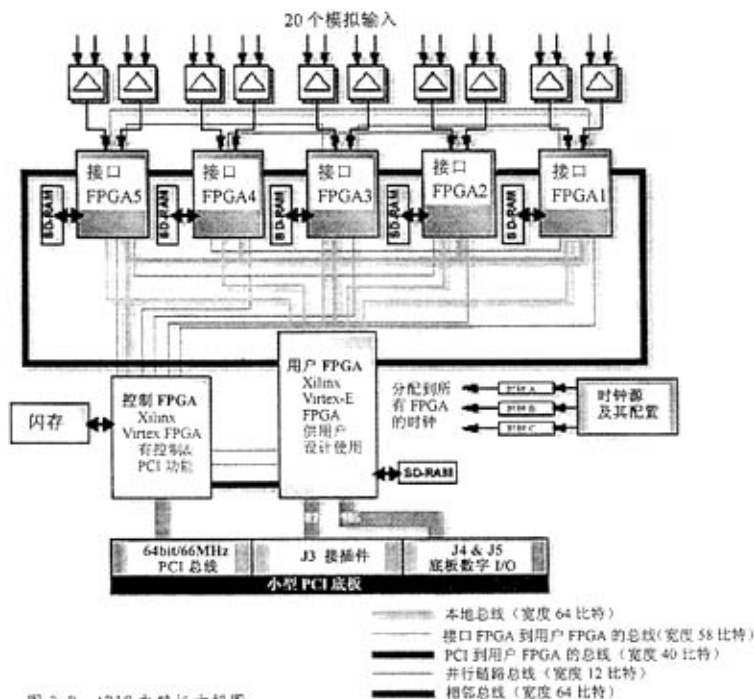 20 个模拟输入
接口
FPGA5
接口
FPGA4
接口
FPGA3
接口
FPGA2
接口
FPGA1
SD-RAM
SD-RAM
SD-RAM
SD-RAM
SD-RAM
闪存
控制 FPGA
Xilinx
Virtex FPGA
有控制&
PCI 功能
用户 FPGA
Xilinx
Virtex-E
FPGA
供用户
设计使用
SD-RAM
分配到所
有 FPGA
的时钟
时钟 A
时钟 B
时钟 C
时钟源
及其配置
64bit/66MHz
PCI 总线
J3 接插件
J4 & J5
底板数字 I/O
小型 PCI 底板
本地总线（宽度 64 比特）
接口 FPGA 到用户 FPGA 的总线（宽度 58 比特）
PCI 到用户 FPGA 的总线（宽度 40 比特）
并行链路总线（宽度 12 比特）
相邻总线（宽度 64 比特）